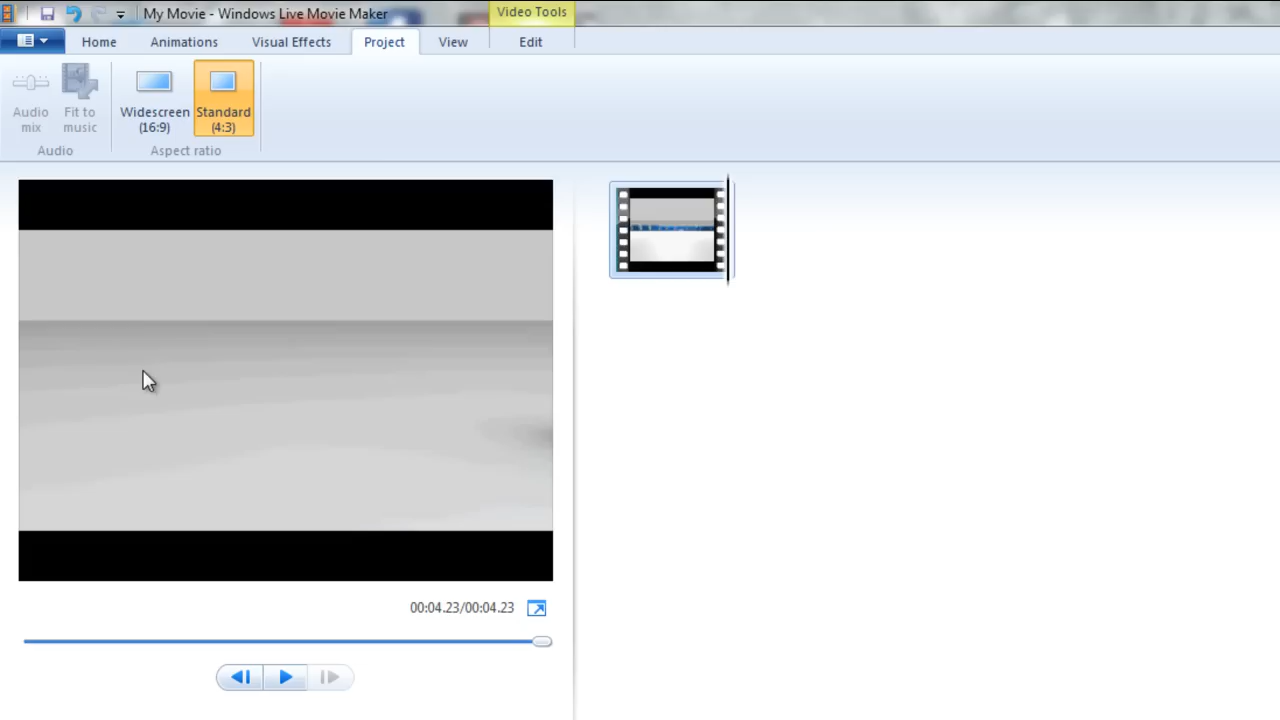 My Movie - Windows Live Movie Maker
Video Tools
Home
Animations
Visual Effects
Project
View
Edit
Audio mix
Fit to music
Widescreen (16:9)
Standard (4:3)
Audio
Aspect ratio
00:04.23/00:04.23